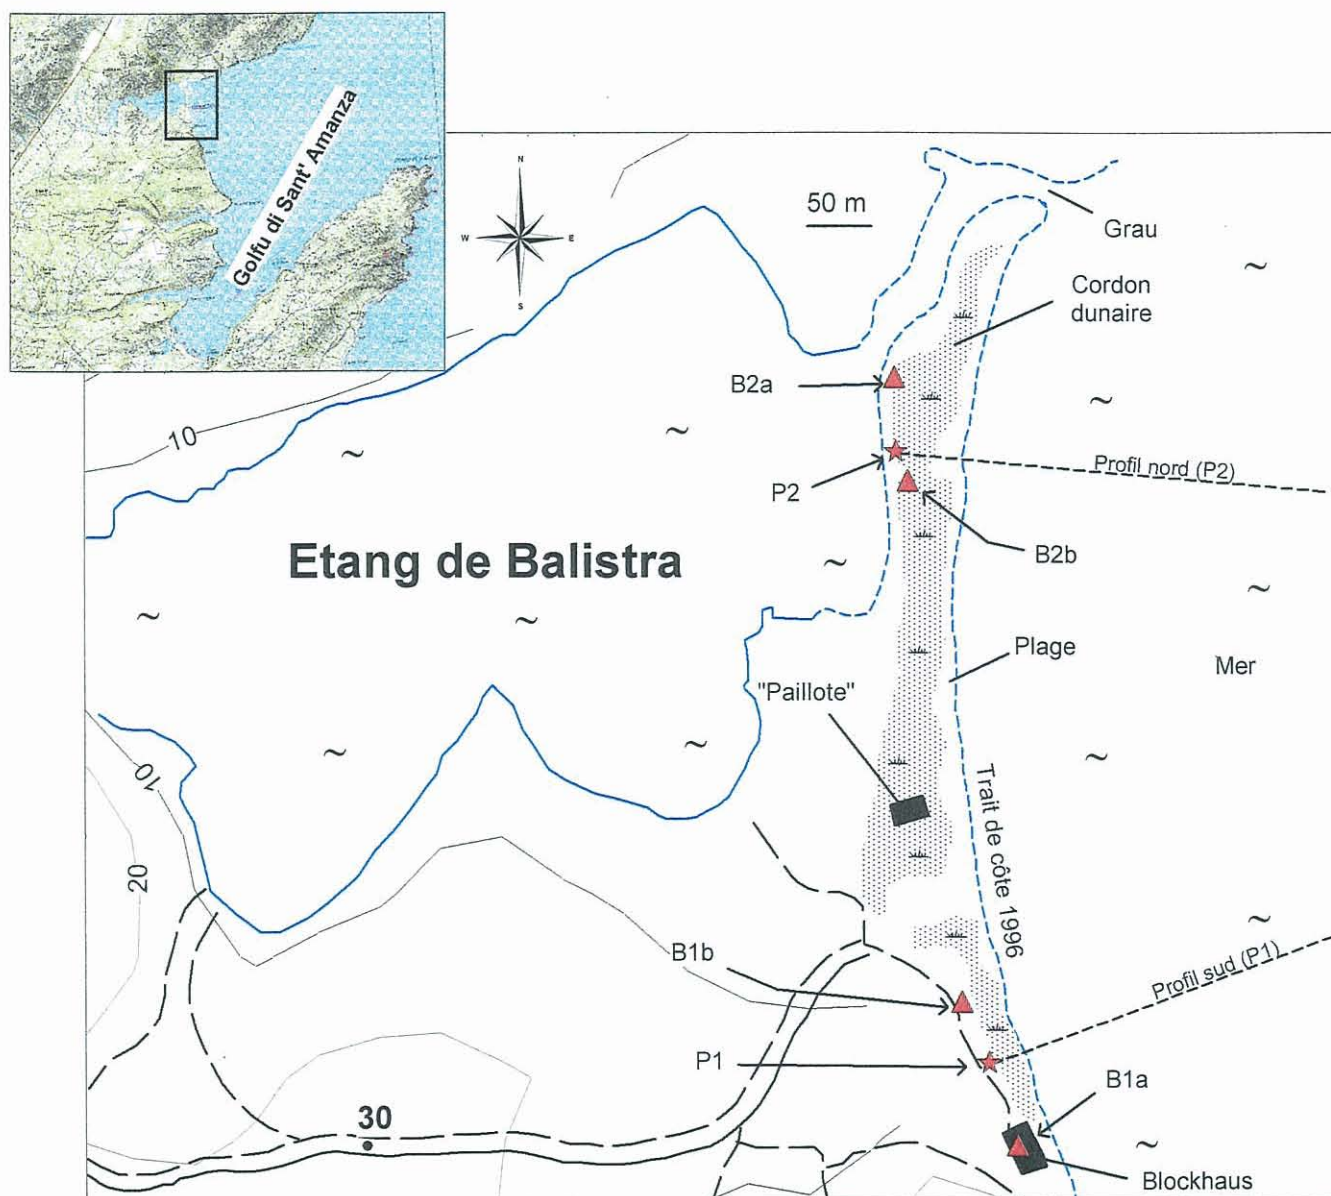 Golfu di Sant' Amanza
N
W
E
S
50 m
Grau
Cordon
dunaire
B2a
10
Profil nord (P2)
P2
B2b
Etang de Balistra
Plage
Mer
"Paillote"
10
Trait de côte 1996
20
B1b
Profil sud (P1)
P1
B1a
30
Blockhaus